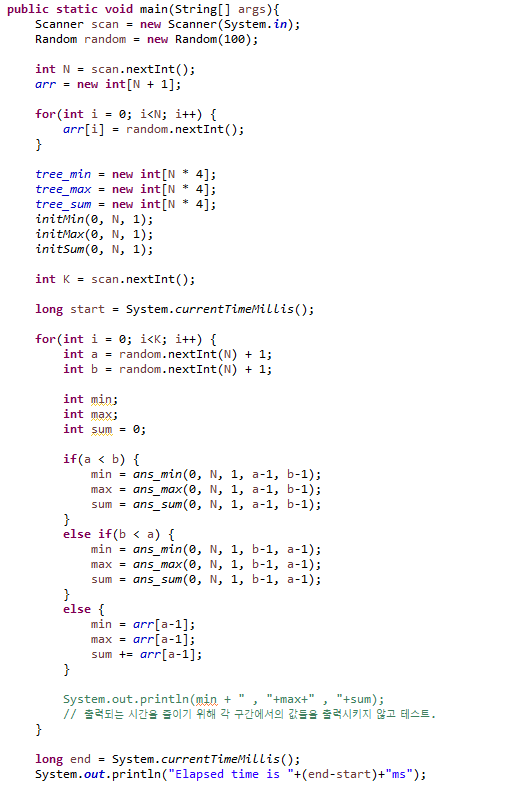 public static void main(String[] args){
Scanner scan = new Scanner(System.in);
Random random = new Random(100);
int N = scan.nextInt();
arr = new int[N + 1];
for(int i = 0; i<N; i++) {
arr[i] = random.nextInt();
}
tree_min = new int[N * 4];
tree_max = new int[N * 4];
tree_sum = new int[N * 4];
initMin(0, N, 1);
initMax(0, N, 1);
initSum(0, N, 1);
int K = scan.nextInt();
long start = System.currentTimeMillis();
for(int i = 0; i<K; i++) {
int a = random.nextInt(N) + 1;
int b = random.nextInt(N) + 1;
int min;
int max;
int sum = 0;
if(a < b) {
min = ans_min(0, N, 1, a-1, b-1);
max = ans_max(0, N, 1, a-1, b-1);
sum = ans_sum(0, N, 1, a-1, b-1);
}
else if(b < a) {
min = ans_min(0, N, 1, b-1, a-1);
max = ans_max(0, N, 1, b-1, a-1);
sum = ans_sum(0, N, 1, b-1, a-1);
}
else {
min = arr[a-1];
max = arr[a-1];
sum += arr[a-1];
}
System.out.println(min + " , "+max+" , "+sum);
// 출력되는 시간을 줄이기 위해 각 구간에서의 값들을 출력시키지 않고 테스트.
}
long end = System.currentTimeMillis();
System.out.println("Elapsed time is "+(end-start)+"ms");